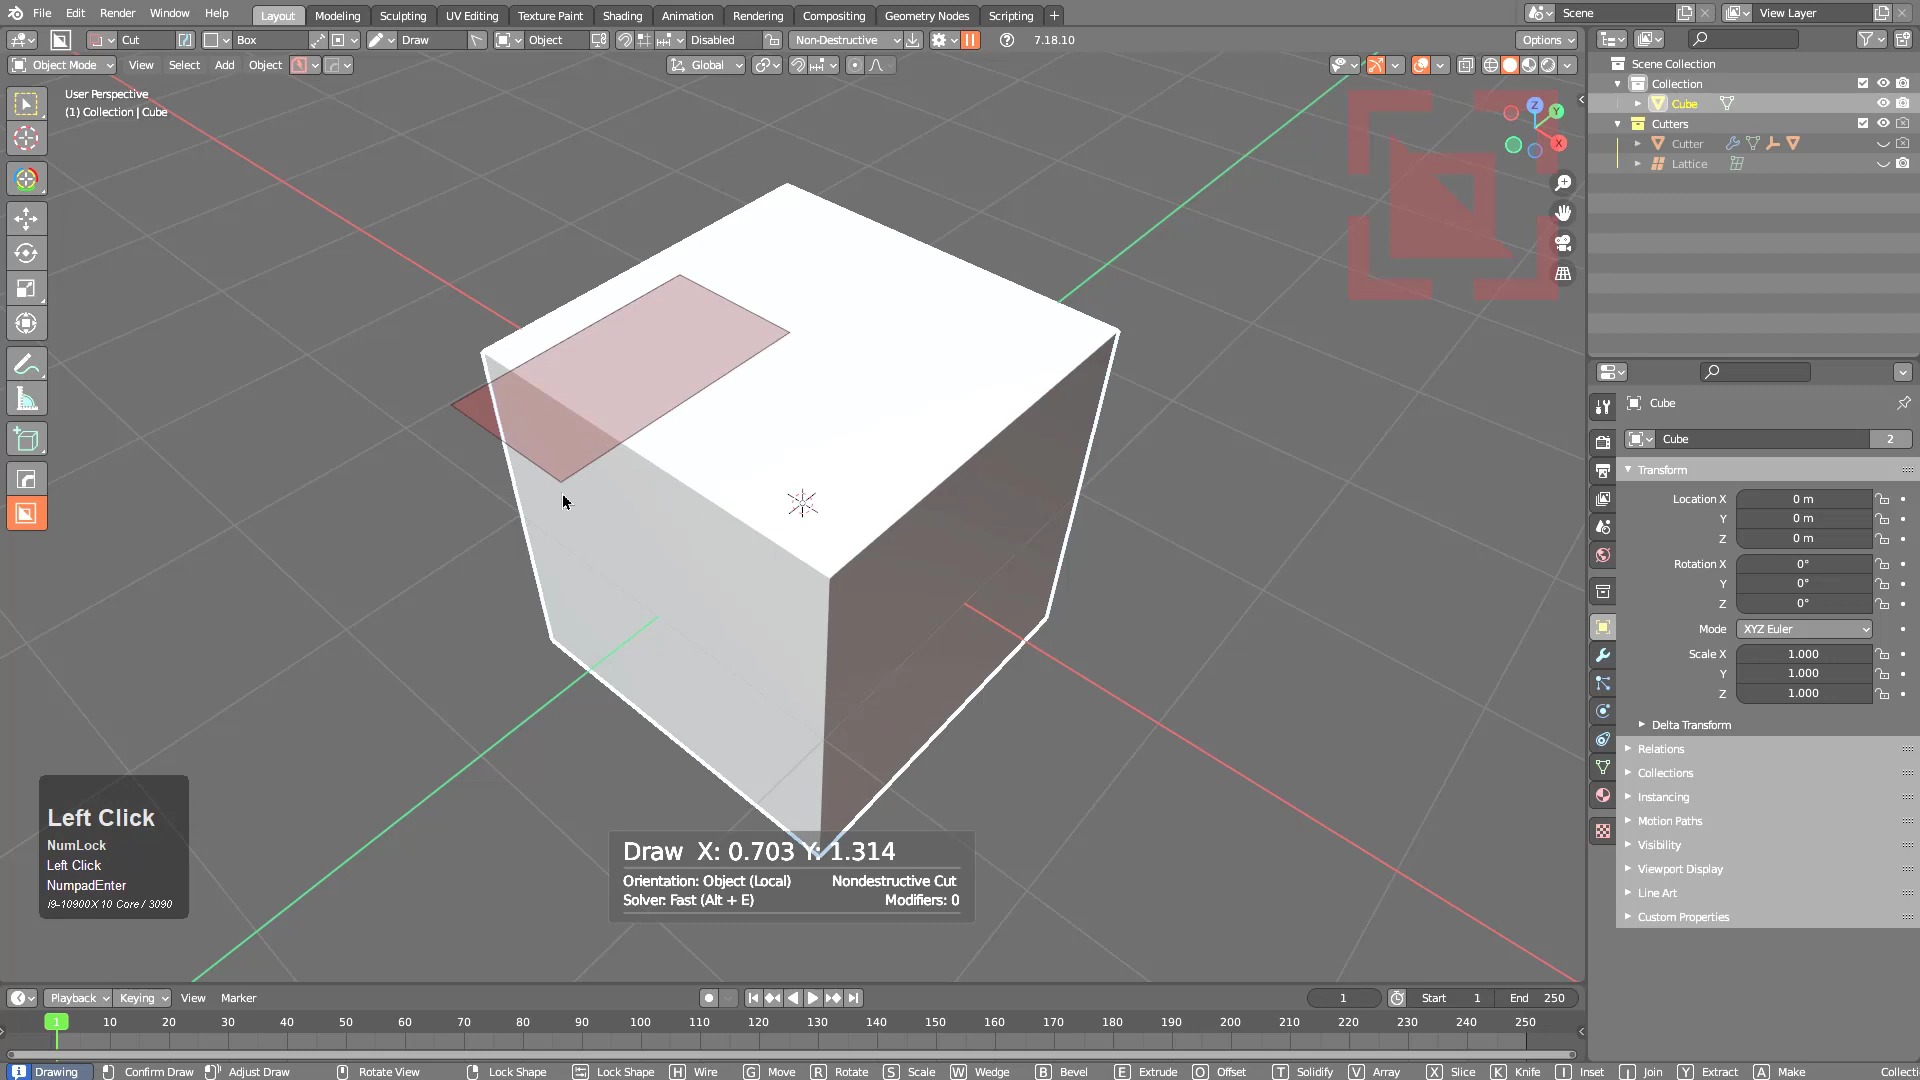 File Edit Render Window Help Layout Modeling Sculpting UV Editing Texture Paint Shading Animation Rendering Compositing Geometry Nodes Scripting + Scene View Layer
Cut Box Draw Object Disabled Non-Destructive 7.18.10 Options
Object Mode View Select Add Object Global
User Perspective
(1) Collection | Cube
Z
Y
X
Scene Collection
Collection
Cube
Cutters
Cutter
Lattice
Cube
Cube 2
Transform
Location X 0 m
Y 0 m
Z 0 m
Rotation X 0°
Y 0°
Z 0°
Mode XYZ Euler
Scale X 1.000
Y 1.000
Z 1.000
Delta Transform
Relations
Collections
Instancing
Motion Paths
Visibility
Viewport Display
Line Art
Custom Properties
Left Click
NumLock
Left Click
NumpadEnter
i9-10900X 10 Core / 3090
Draw X: 0.703 Y: 1.314
Orientation: Object (Local) Nondestructive Cut
Solver: Fast (Alt + E) Modifiers: 0
Playback Keying View Marker 1 Start 1 End 250
1 10 20 30 40 50 60 70 80 90 100 110 120 130 140 150 160 170 180 190 200 210 220 230 240 250
Drawing Confirm Draw Adjust Draw Rotate View Lock Shape Lock Shape H Wire G Move R Rotate S Scale W Wedge B Bevel E Extrude O Offset T Solidify V Array X Slice K Knife I Inset J Join Y Extract A Make Collecti